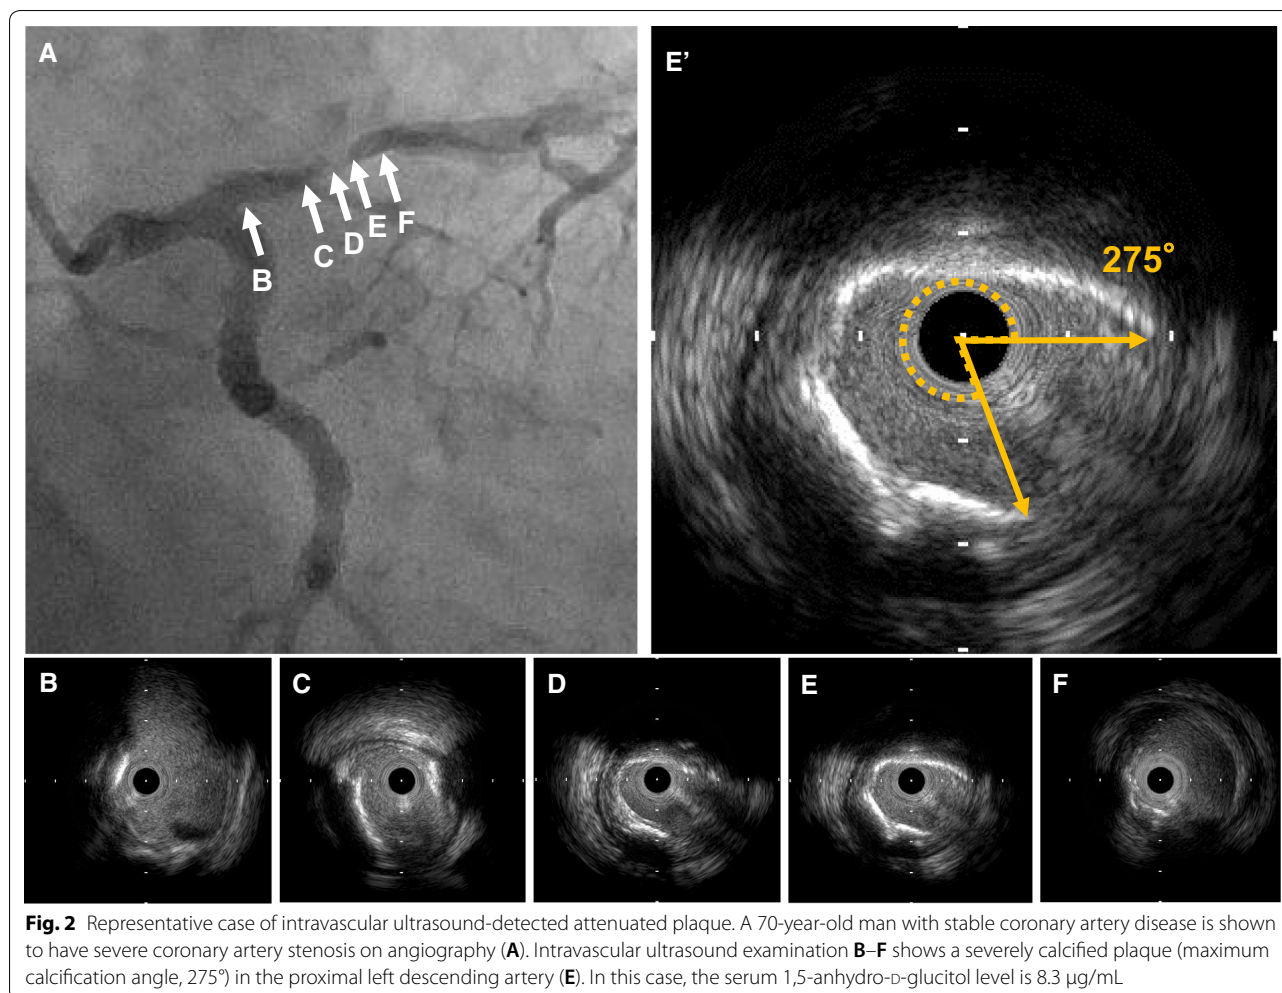 A
B
C
D
E
F
E'
275°
B
C
D
E
F
Fig. 2 Representative case of intravascular ultrasound-detected attenuated plaque. A 70-year-old man with stable coronary artery disease is shown
to have severe coronary artery stenosis on angiography (A). Intravascular ultrasound examination B–F shows a severely calcified plaque (maximum
calcification angle, 275°) in the proximal left descending artery (E). In this case, the serum 1,5-anhydro-D-glucitol level is 8.3 μg/mL